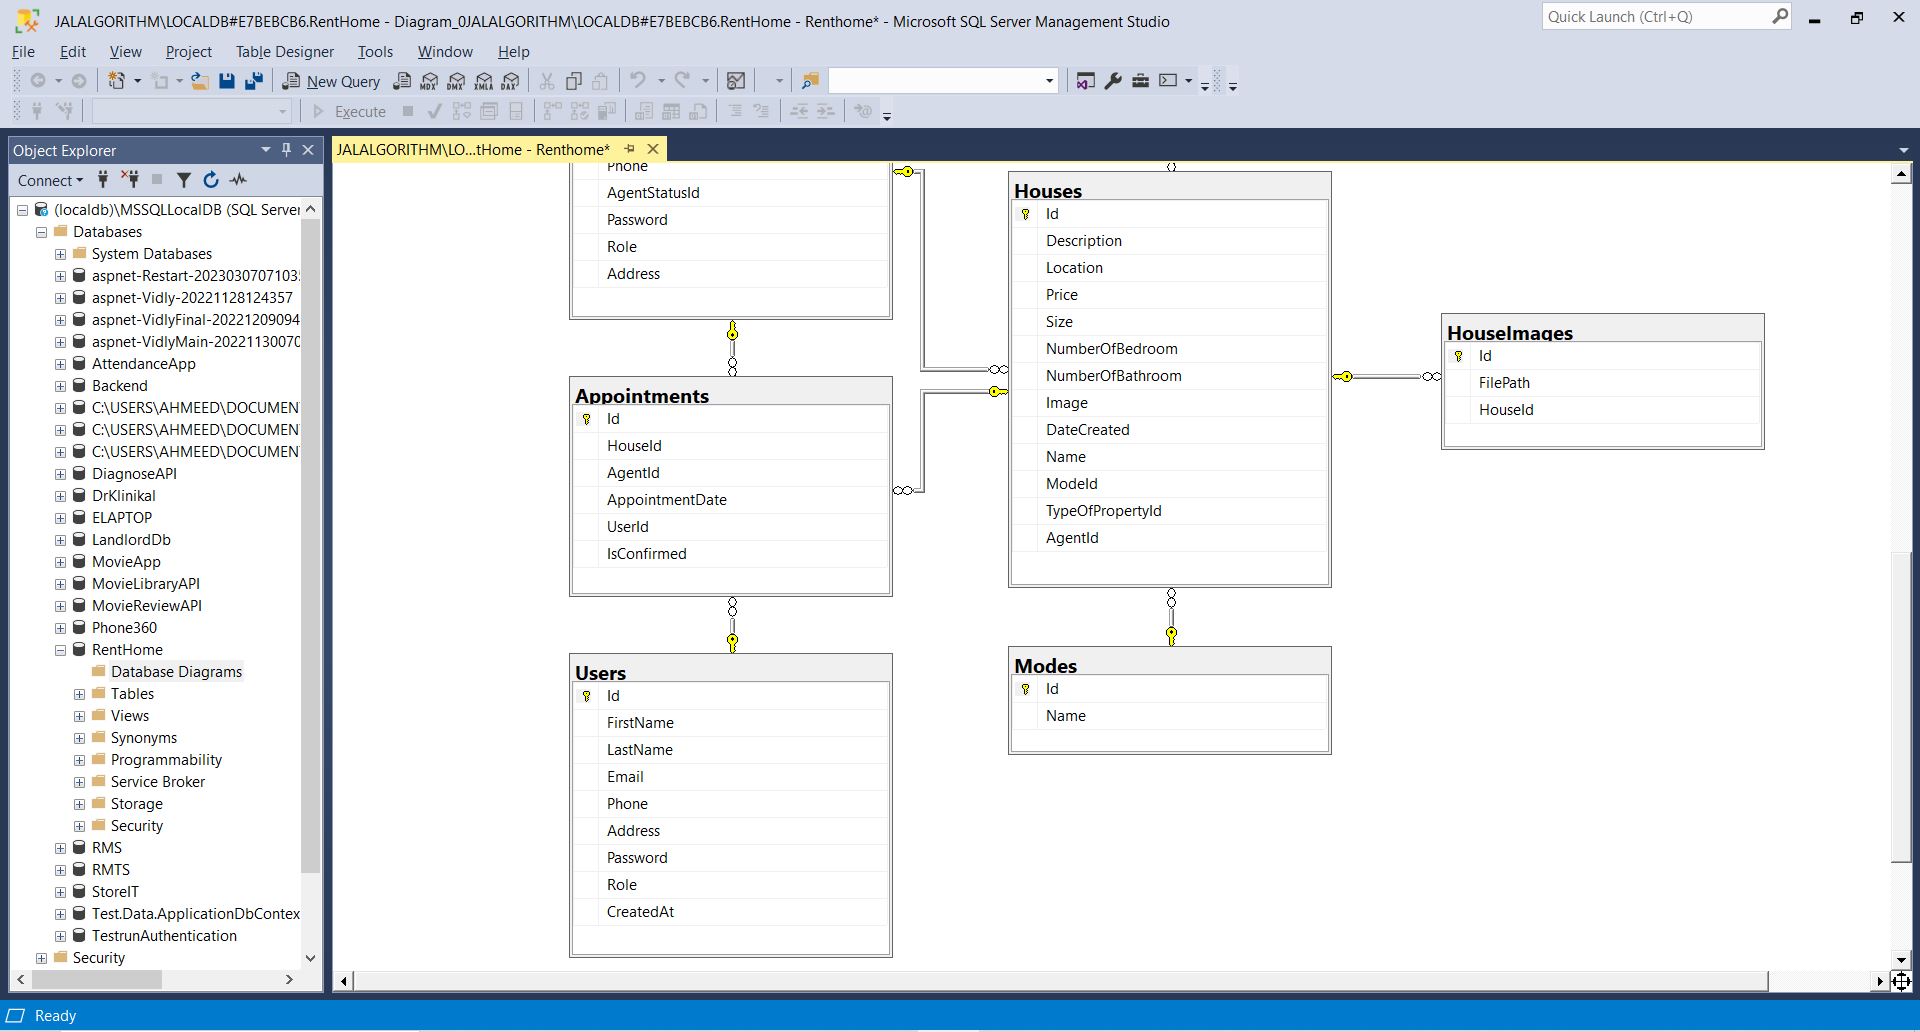 JALALGORITHM\LOCALDB#E7BEBCB6.RentHome - Diagram_0JALALGORITHM\LOCALDB#E7BEBCB6.RentHome - Renthome* - Microsoft SQL Server Management Studio
Quick Launch (Ctrl+Q)
File Edit View Project Table Designer Tools Window Help
New Query MDX DMX XMLA DAX
Execute
Object Explorer
Connect
(localdb)\MSSQLLocalDB (SQL Server
Databases
System Databases
aspnet-Restart-2023030707103
aspnet-Vidly-20221128124357
aspnet-VidlyFinal-20221209094
aspnet-VidlyMain-20221130070
AttendanceApp
Backend
C:\USERS\AHMEED\DOCUMEN
C:\USERS\AHMEED\DOCUMEN
C:\USERS\AHMEED\DOCUMEN
DiagnoseAPI
DrKlinikal
ELAPTOP
LandlordDb
MovieApp
MovieLibraryAPI
MovieReviewAPI
Phone360
RentHome
Database Diagrams
Tables
Views
Synonyms
Programmability
Service Broker
Storage
Security
RMS
RMTS
StoreIT
Test.Data.ApplicationDbContex
TestrunAuthentication
Security
JALALGORITHM\LO...tHome - Renthome*
Phone
AgentStatusId
Password
Role
Address
Appointments
Id
HouseId
AgentId
AppointmentDate
UserId
IsConfirmed
Users
Id
FirstName
LastName
Email
Phone
Address
Password
Role
CreatedAt
Houses
Id
Description
Location
Price
Size
NumberOfBedroom
NumberOfBathroom
Image
DateCreated
Name
ModeId
TypeOfPropertyId
AgentId
Modes
Id
Name
HouseImages
Id
FilePath
HouseId
Ready